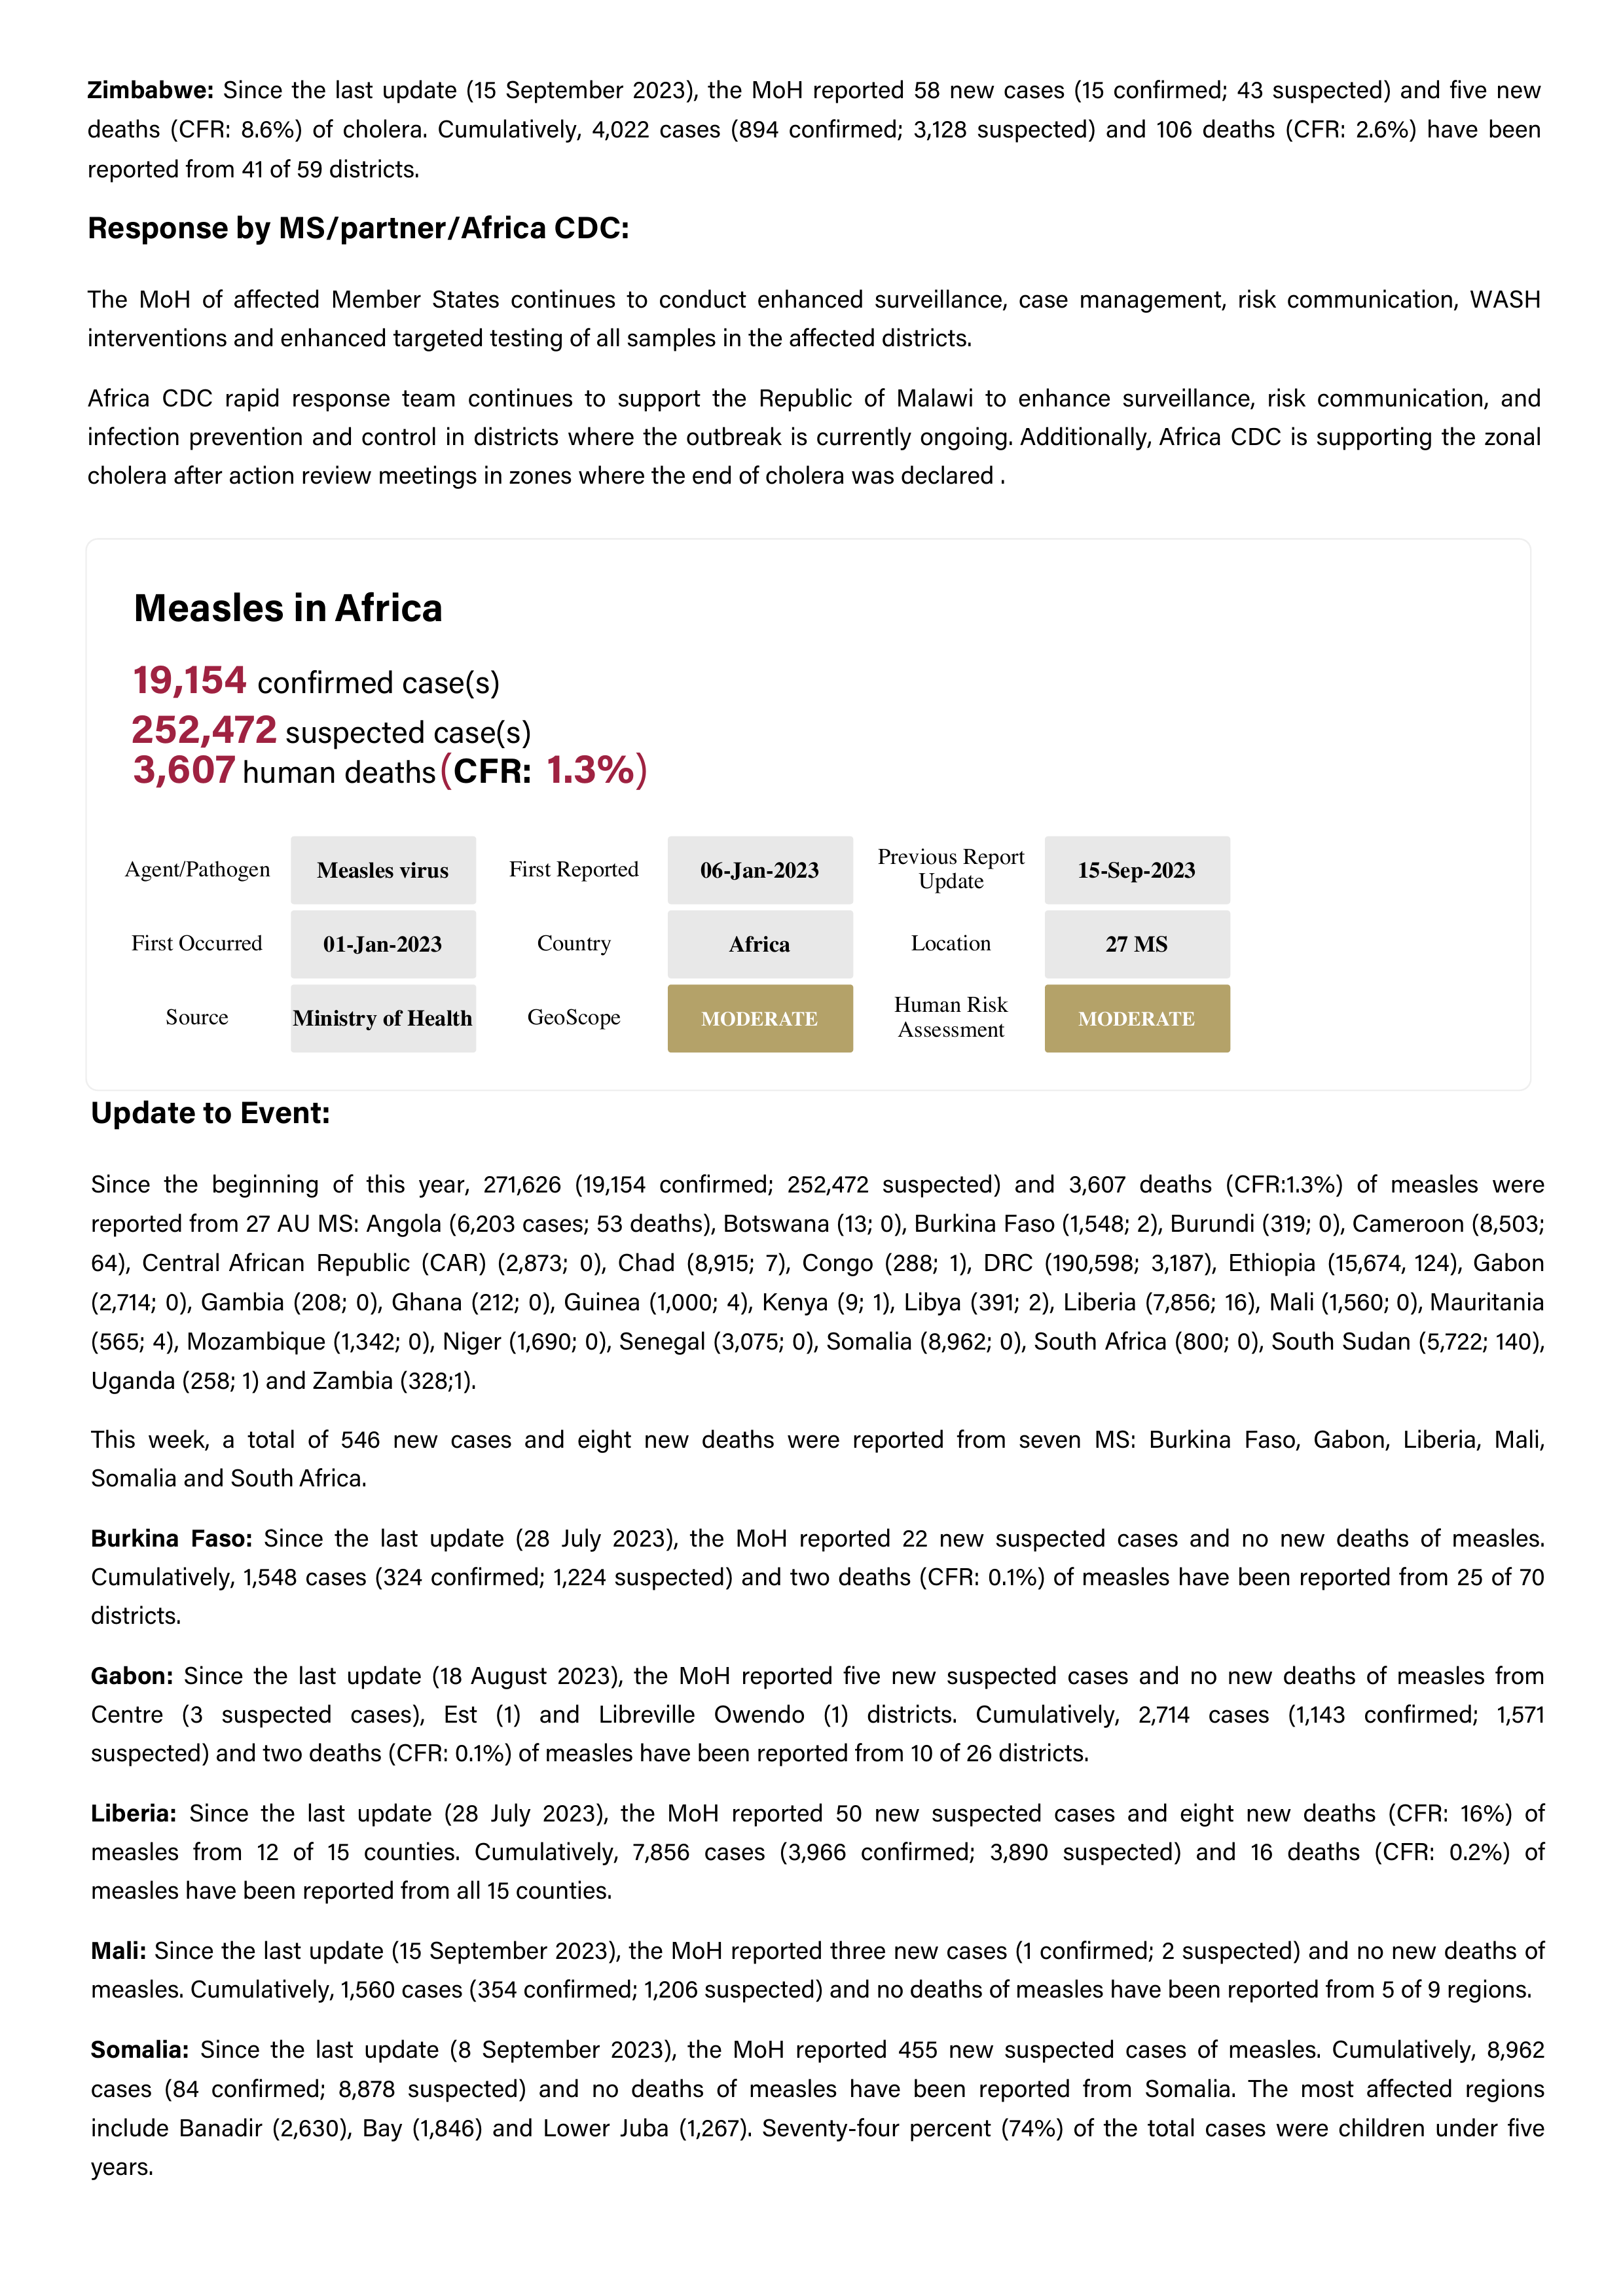 Zimbabwe: Since the last update (15 September 2023), the MoH reported 58 new cases (15 confirmed; 43 suspected) and five new
deaths (CFR: 8.6%) of cholera. Cumulatively, 4,022 cases (894 confirmed; 3,128 suspected) and 106 deaths (CFR: 2.6%) have been
reported from 41 of 59 districts.
Response by MS/partner/Africa CDC:
The MoH of affected Member States continues to conduct enhanced surveillance, case management, risk communication, WASH
interventions and enhanced targeted testing of all samples in the affected districts.
Africa CDC rapid response team continues to support the Republic of Malawi to enhance surveillance, risk communication, and
infection prevention and control in districts where the outbreak is currently ongoing. Additionally, Africa CDC is supporting the zonal
cholera after action review meetings in zones where the end of cholera was declared .
Measles in Africa
19,154 confirmed case(s)
252,472 suspected case(s)
3,607 human deaths(CFR: 1.3%)
Agent/Pathogen Measles virus First Reported 06-Jan-2023 Previous Report
Update 15-Sep-2023
First Occurred 01-Jan-2023 Country Africa Location 27 MS
Source Ministry of Health GeoScope MODERATE Human Risk
Assessment MODERATE
Update to Event:
Since the beginning of this year, 271,626 (19,154 confirmed; 252,472 suspected) and 3,607 deaths (CFR:1.3%) of measles were
reported from 27 AU MS: Angola (6,203 cases; 53 deaths), Botswana (13; 0), Burkina Faso (1,548; 2), Burundi (319; 0), Cameroon (8,503;
64), Central African Republic (CAR) (2,873; 0), Chad (8,915; 7), Congo (288; 1), DRC (190,598; 3,187), Ethiopia (15,674, 124), Gabon
(2,714; 0), Gambia (208; 0), Ghana (212; 0), Guinea (1,000; 4), Kenya (9; 1), Libya (391; 2), Liberia (7,856; 16), Mali (1,560; 0), Mauritania
(565; 4), Mozambique (1,342; 0), Niger (1,690; 0), Senegal (3,075; 0), Somalia (8,962; 0), South Africa (800; 0), South Sudan (5,722; 140),
Uganda (258; 1) and Zambia (328;1).
This week, a total of 546 new cases and eight new deaths were reported from seven MS: Burkina Faso, Gabon, Liberia, Mali,
Somalia and South Africa.
Burkina Faso: Since the last update (28 July 2023), the MoH reported 22 new suspected cases and no new deaths of measles.
Cumulatively, 1,548 cases (324 confirmed; 1,224 suspected) and two deaths (CFR: 0.1%) of measles have been reported from 25 of 70
districts.
Gabon: Since the last update (18 August 2023), the MoH reported five new suspected cases and no new deaths of measles from
Centre (3 suspected cases), Est (1) and Libreville Owendo (1) districts. Cumulatively, 2,714 cases (1,143 confirmed; 1,571
suspected) and two deaths (CFR: 0.1%) of measles have been reported from 10 of 26 districts.
Liberia: Since the last update (28 July 2023), the MoH reported 50 new suspected cases and eight new deaths (CFR: 16%) of
measles from 12 of 15 counties. Cumulatively, 7,856 cases (3,966 confirmed; 3,890 suspected) and 16 deaths (CFR: 0.2%) of
measles have been reported from all 15 counties.
Mali: Since the last update (15 September 2023), the MoH reported three new cases (1 confirmed; 2 suspected) and no new deaths of
measles. Cumulatively, 1,560 cases (354 confirmed; 1,206 suspected) and no deaths of measles have been reported from 5 of 9 regions.
Somalia: Since the last update (8 September 2023), the MoH reported 455 new suspected cases of measles. Cumulatively, 8,962
cases (84 confirmed; 8,878 suspected) and no deaths of measles have been reported from Somalia. The most affected regions
include Banadir (2,630), Bay (1,846) and Lower Juba (1,267). Seventy-four percent (74%) of the total cases were children under five
years.